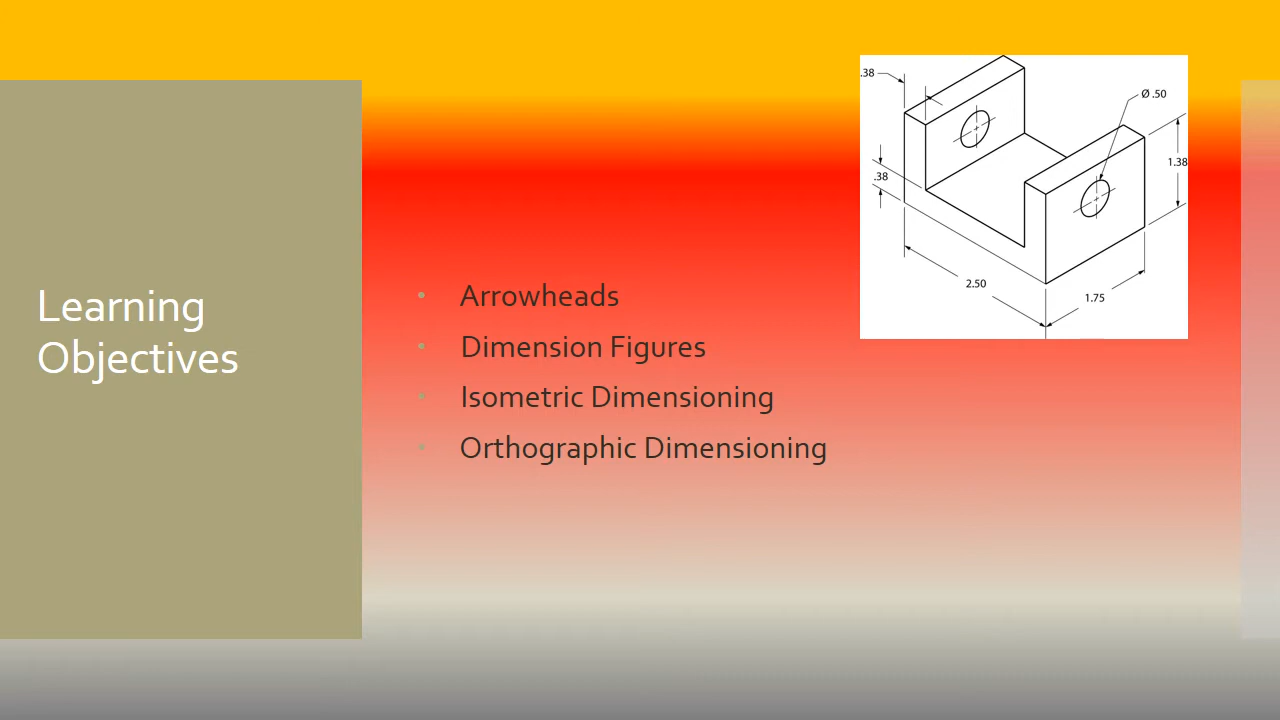 Learning
Objectives
• Arrowheads
• Dimension Figures
• Isometric Dimensioning
• Orthographic Dimensioning
.38
Ø .50
1.38
.38
2.50
1.75